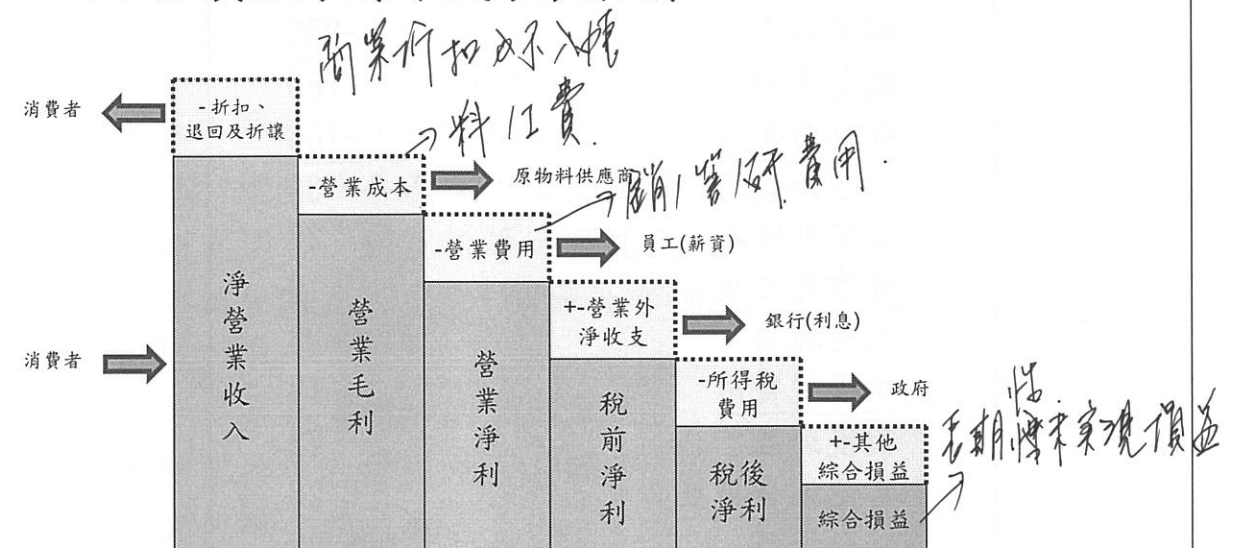 商業折扣並不入帳
消費者
-折扣、
退回及折讓
→料/工費.
-營業成本
原物料供應商
→銷/管/研 費用.
-營業費用
員工(薪資)
+-營業外
淨收支
銀行(利息)
消費者
-所得稅
費用
政府
+-其他
綜合損益
淨營業收入
營業毛利
營業淨利
稅前淨利
稅後淨利
綜合損益
長期性
未實現損益